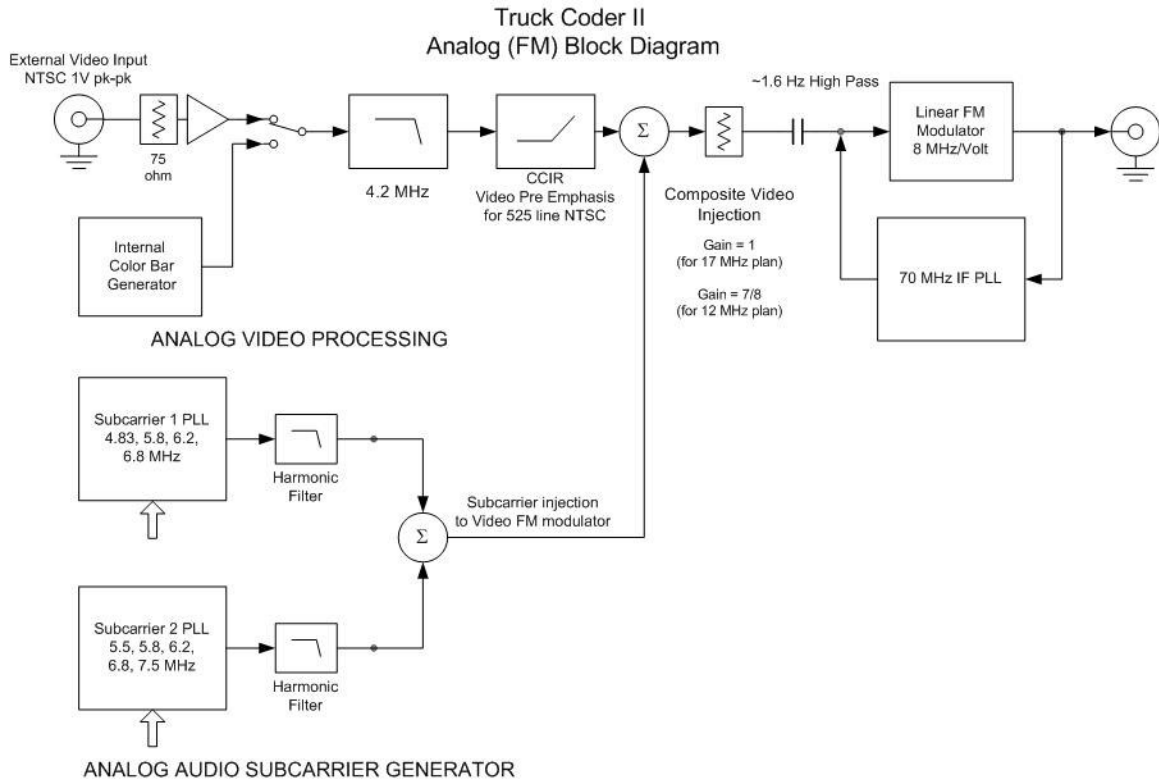 Truck Coder II
Analog (FM) Block Diagram
External Video Input
NTSC 1V pk-pk
75
ohm
4.2 MHz
CCIR
Video Pre Emphasis
for 525 line NTSC
Σ
~1.6 Hz High Pass
Linear FM
Modulator
8 MHz/Volt
Composite Video
Injection
Gain = 1
(for 17 MHz plan)
Gain = 7/8
(for 12 MHz plan)
70 MHz IF PLL
Internal
Color Bar
Generator
ANALOG VIDEO PROCESSING
Subcarrier 1 PLL
4.83, 5.8, 6.2,
6.8 MHz
Harmonic
Filter
Σ
Subcarrier injection
to Video FM modulator
Subcarrier 2 PLL
5.5, 5.8, 6.2,
6.8, 7.5 MHz
Harmonic
Filter
ANALOG AUDIO SUBCARRIER GENERATOR